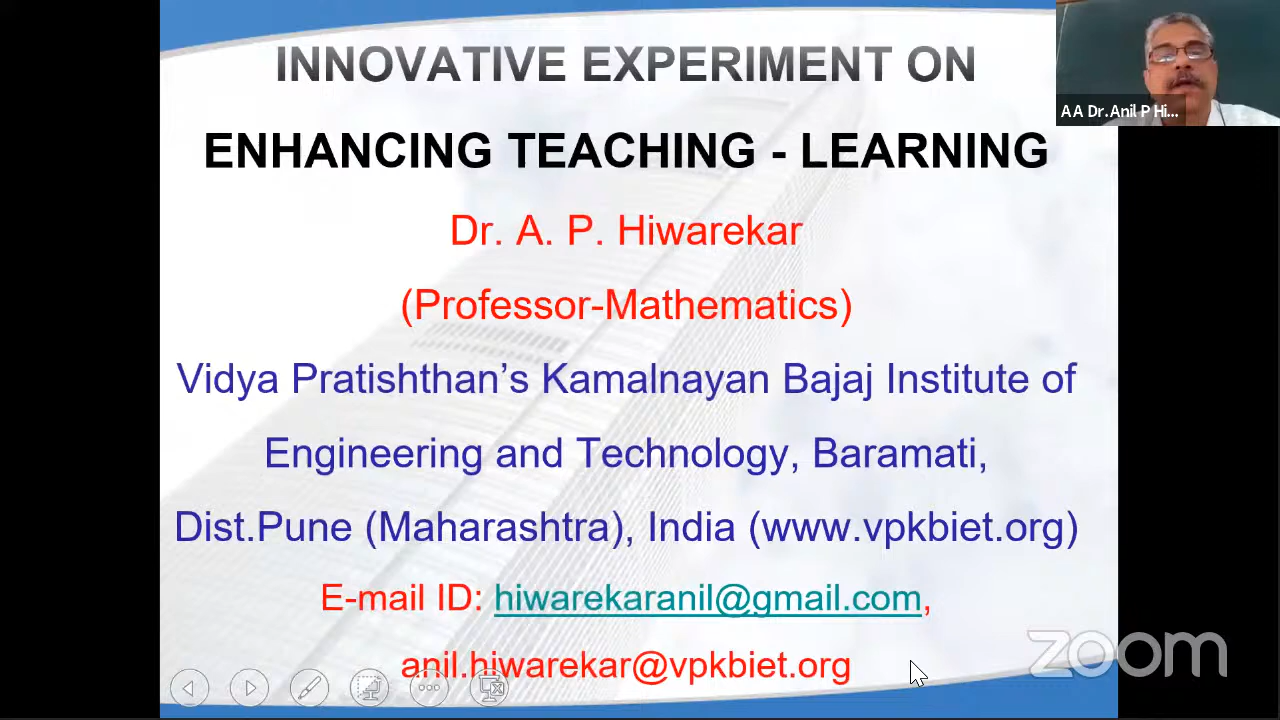 INNOVATIVE EXPERIMENT ON
ENHANCING TEACHING - LEARNING
Dr. A. P. Hiwarekar
(Professor-Mathematics)
Vidya Pratishthan’s Kamalnayan Bajaj Institute of
Engineering and Technology, Baramati,
Dist.Pune (Maharashtra), India (www.vpkbiet.org)
E-mail ID: hiwarekaranil@gmail.com,
anil.hiwarekar@vpkbiet.org
AA Dr.Anil P Hi...
zoom